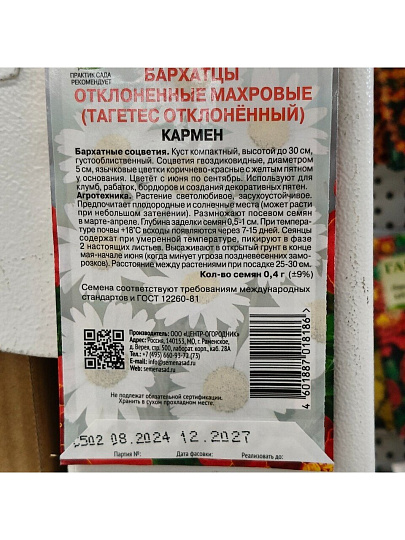 ПРАКТИК САДА
РЕКОМЕНДУЕТ
БАРХАТЦЫ
ОТКЛОНЕННЫЕ МАХРОВЫЕ
(ТАГЕТЕС ОТКЛОНЁННЫЙ)
КАРМЕН
Бархатные соцветия. Куст компактный, высотой до 30 см,
густооблиственный. Соцветия гвоздиковидные, диаметром
5 см, язычковые цветки коричнево-красные с желтым пятном
у основания. Цветёт с июня по сентябрь. Используют для
клумб, рабаток, бордюров и создания декоративных пятен.
Агротехника. Растение светолюбивое, засухоустойчивое.
Предпочитает плодородные и солнечные места (может расти
при небольшом затенении). Размножают посевом семян
в марте-апреле. Глубина заделки семян 0,5-1 см. При тем-
пературе почвы +18°С всходы появляются через 7-15 дней. Сеянцы
содержат при умеренной температуре, пикируют в фазе
2 настоящих листьев. Высаживают в открытый грунт в конце
мая-начале июня (когда минует угроза позднeвесенних замо-
розков). Расстояние между растениями при посадке 25-30 см.
Кол-во семян 0,4 г (±9%)
Семена соответствуют требованиям международных
стандартов и ГОСТ 12260-81
Производитель: ООО «ЦЕНТР-ОГОРОДНИК»
Адрес: Россия, 140153, МО, г. Раменское,
д. Верея, стр. 500, лаборат. корп., каб. 28А
Тел.: +7 (495) 660-93-72 (73)
E-mail: info@semenasad.ru
Web: semenasad.ru
Не подлежат обязательной сертификации.
Хранить в сухом прохладном месте.
4 601887 018186
6502 08.2024 12.2027
Партия №:
Дата фасовки:
Реализовать до: